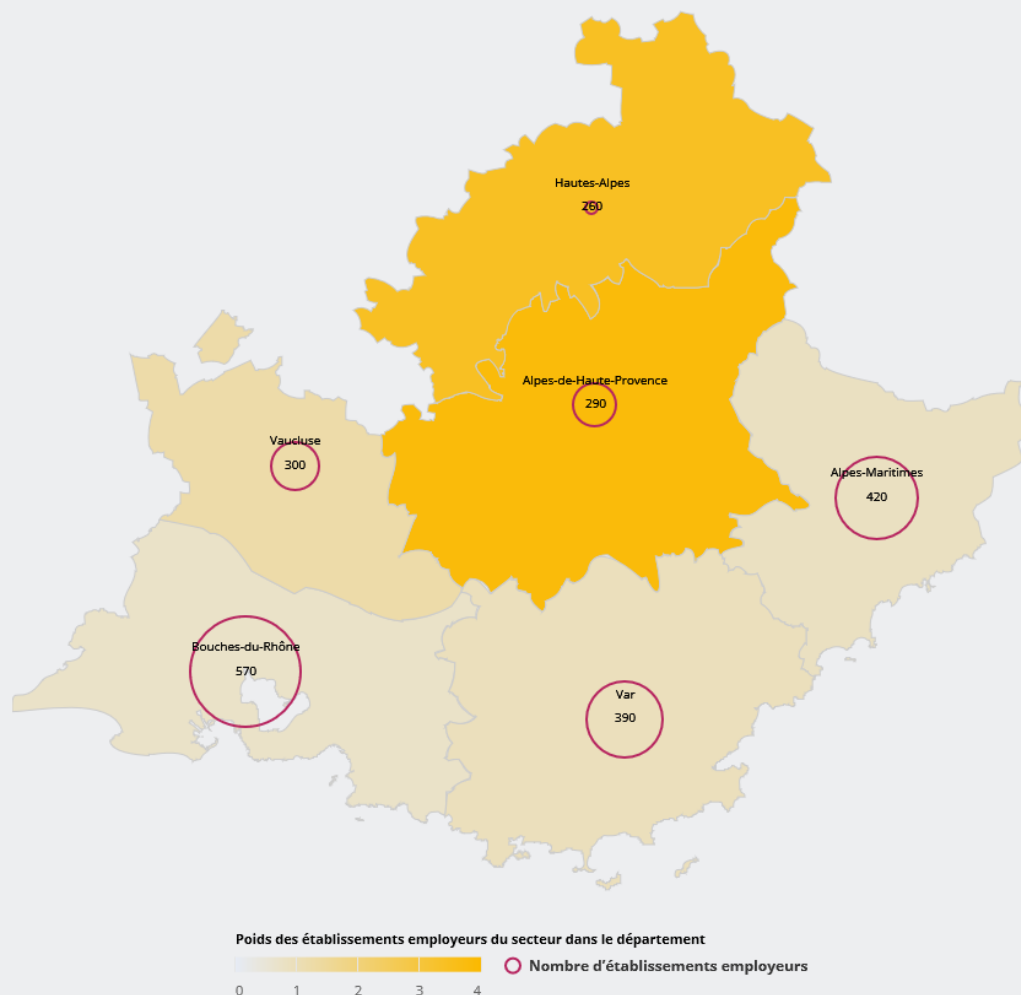 Hautes-Alpes
260
Alpes-de-Haute-Provence
290
Vaucluse
300
Alpes-Maritimes
420
Bouches-du-Rhône
570
Var
390
Poids des établissements employeurs du secteur dans le département
Nombre d'établissements employeurs
0 1 2 3 4